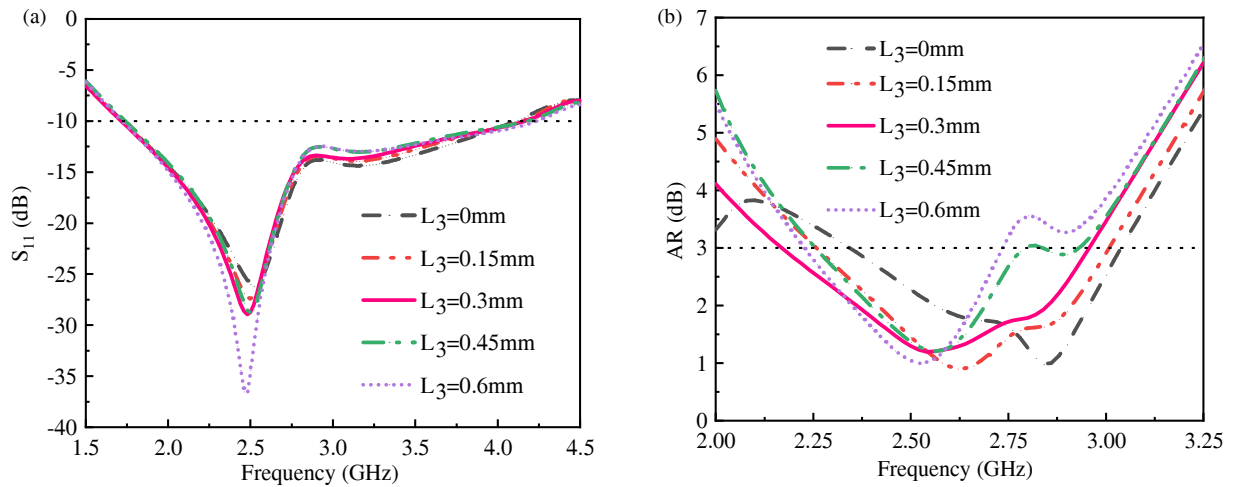 (a)
0
-5
-10
-15
-20
-25
-30
-35
-40
S11 (dB)
L3=0mm
L3=0.15mm
L3=0.3mm
L3=0.45mm
L3=0.6mm
1.5 2.0 2.5 3.0 3.5 4.0 4.5
Frequency (GHz)
(b)
7
6
5
4
3
2
1
0
AR (dB)
L3=0mm
L3=0.15mm
L3=0.3mm
L3=0.45mm
L3=0.6mm
2.00 2.25 2.50 2.75 3.00 3.25
Frequency (GHz)